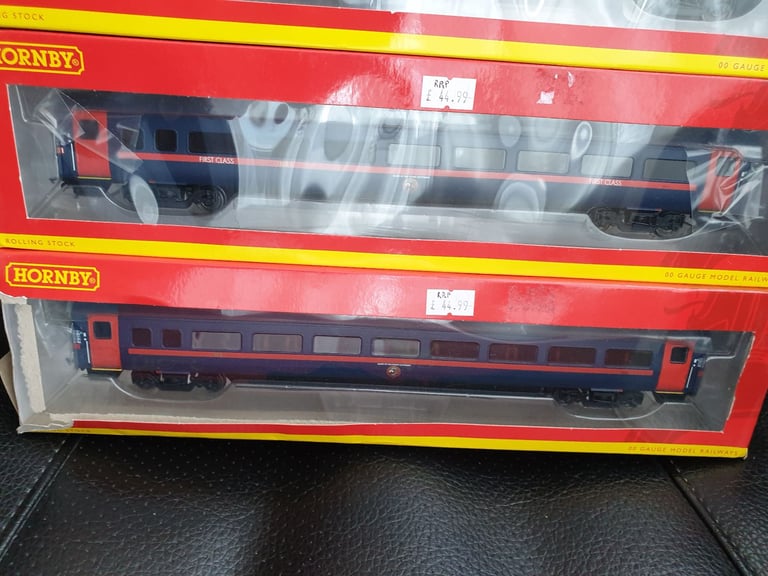 G STOCK
00 GAUGE
HORNBY®
RRP
£ 44.99
FIRST CLASS
FIRST CLASS
ROLLING STOCK
00 GAUGE MODEL RAILW
HORNBY®
RRP
£ 44.99
00 GAUGE MODEL RAILWAYS